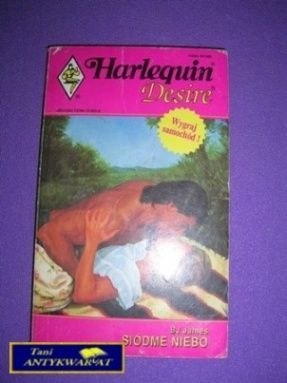 Harlequin
Desire
Wygraj
samochód!
BJ James
SIÓDME NIEBO
Tani
ANTYKWARIAT